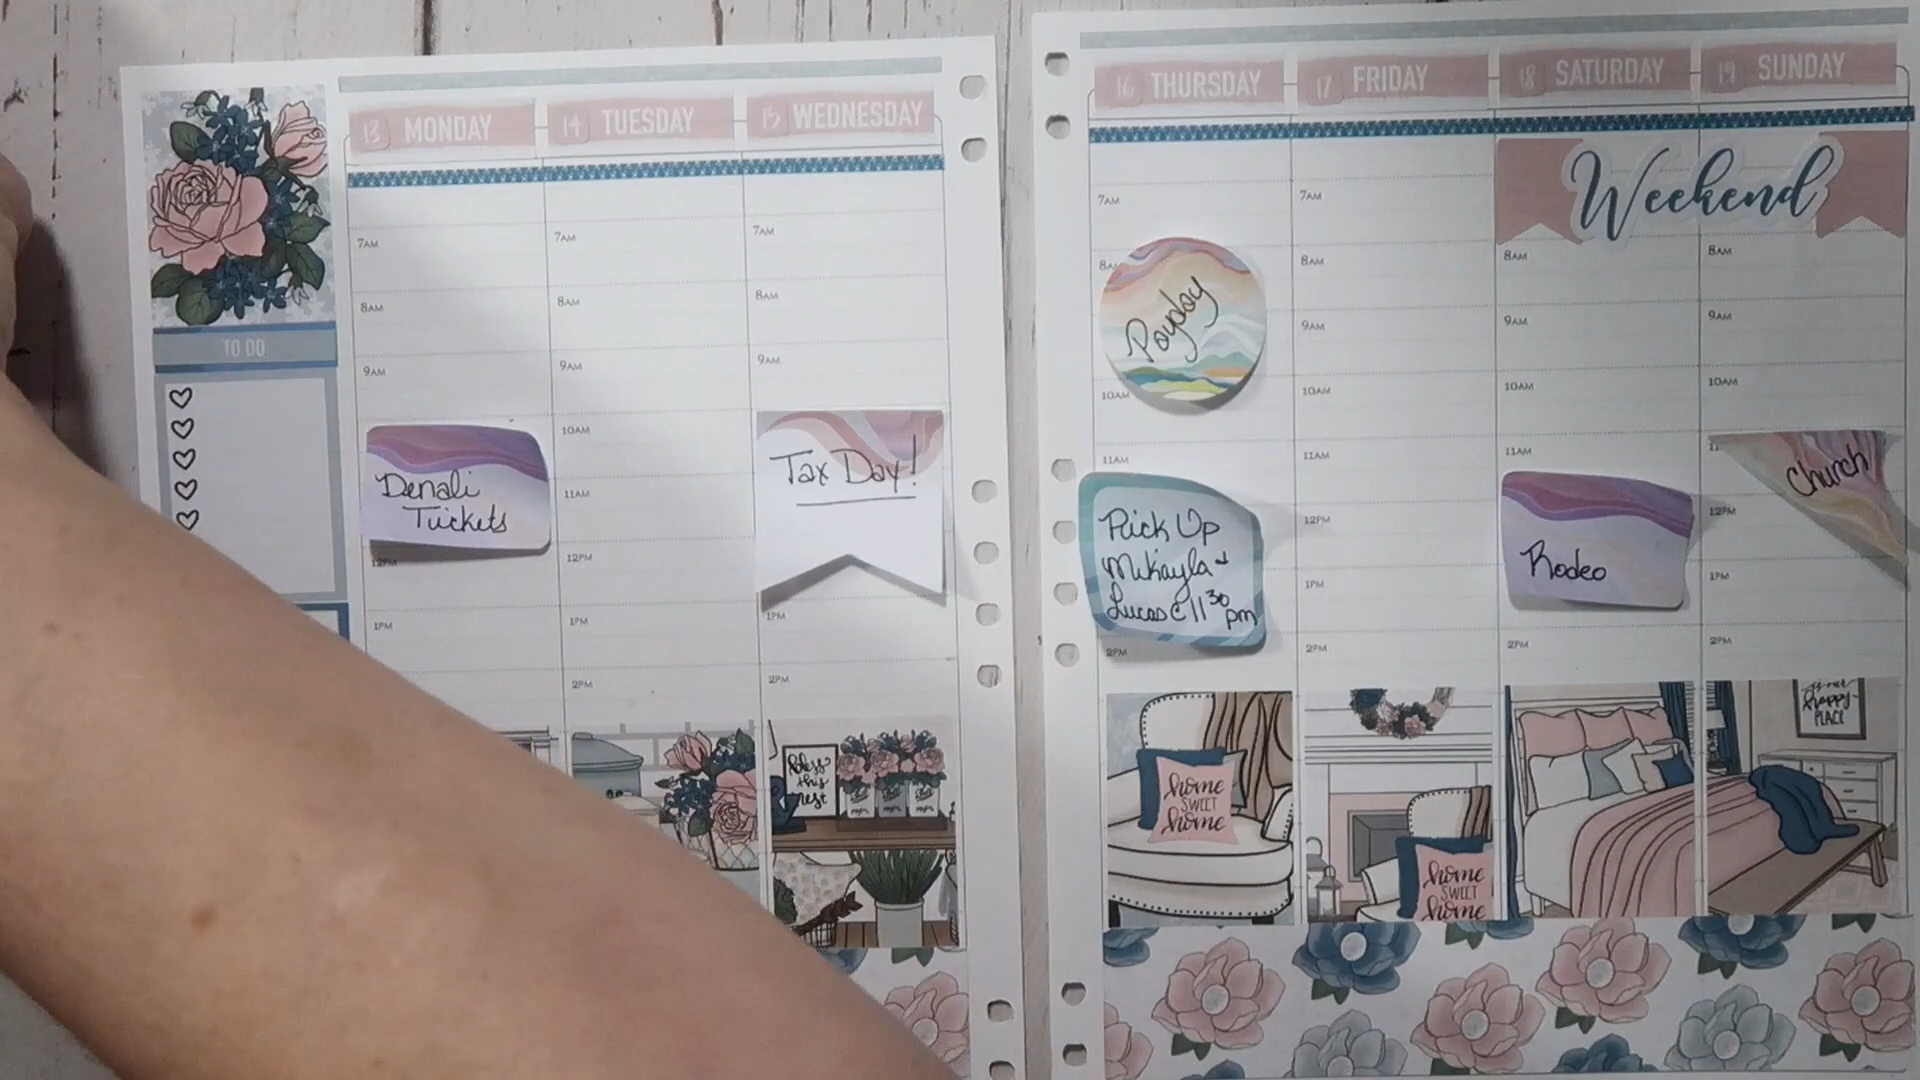 13 MONDAY
14 TUESDAY
15 WEDNESDAY
TO DO
7AM
8AM
9AM
Denali
Tickets
12PM
1PM
7AM
8AM
9AM
10AM
11AM
12PM
1PM
2PM
7AM
8AM
9AM
Tax Day!
1PM
2PM
Bless
this
nest
16 THURSDAY
17 FRIDAY
18 SATURDAY
19 SUNDAY
Weekend
7AM
8AM
Payday
10AM
11AM
Pick Up
Mikayla &
Lucas @ 11 30
pm
2PM
home
SWEET
home
7AM
8AM
9AM
10AM
11AM
12PM
1PM
2PM
home
SWEET
home
8AM
9AM
10AM
11AM
Rodeo
2PM
8AM
9AM
10AM
11
Church
12PM
1PM
2PM
happy
PLACE